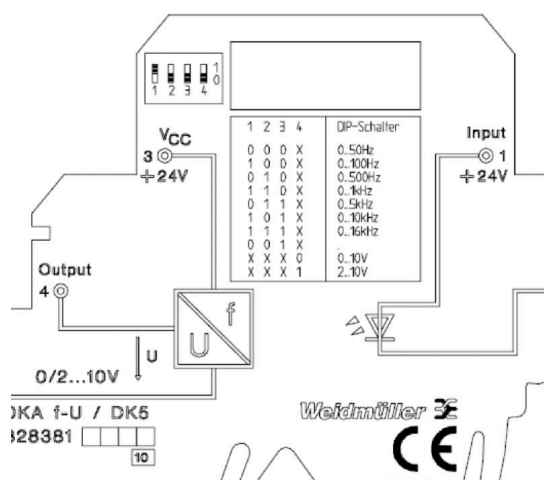 1 0
1 2 3 4
VCC
3
+24V
1 2 3 4 DIP-Schalter
0 0 0 X 0..50Hz
1 0 0 X 0..100Hz
0 1 0 X 0..500Hz
1 1 0 X 0..1kHz
0 1 1 X 0..5kHz
1 0 1 X 0..10kHz
1 1 1 X 0..16kHz
0 0 1 X .
X X X 0 0..10V
X X X 1 2..10V
Input
1
+24V
Output
4
f
U
U
0/2...10V
DKA f-U / DK5
828381
10
Weidmüller
CE